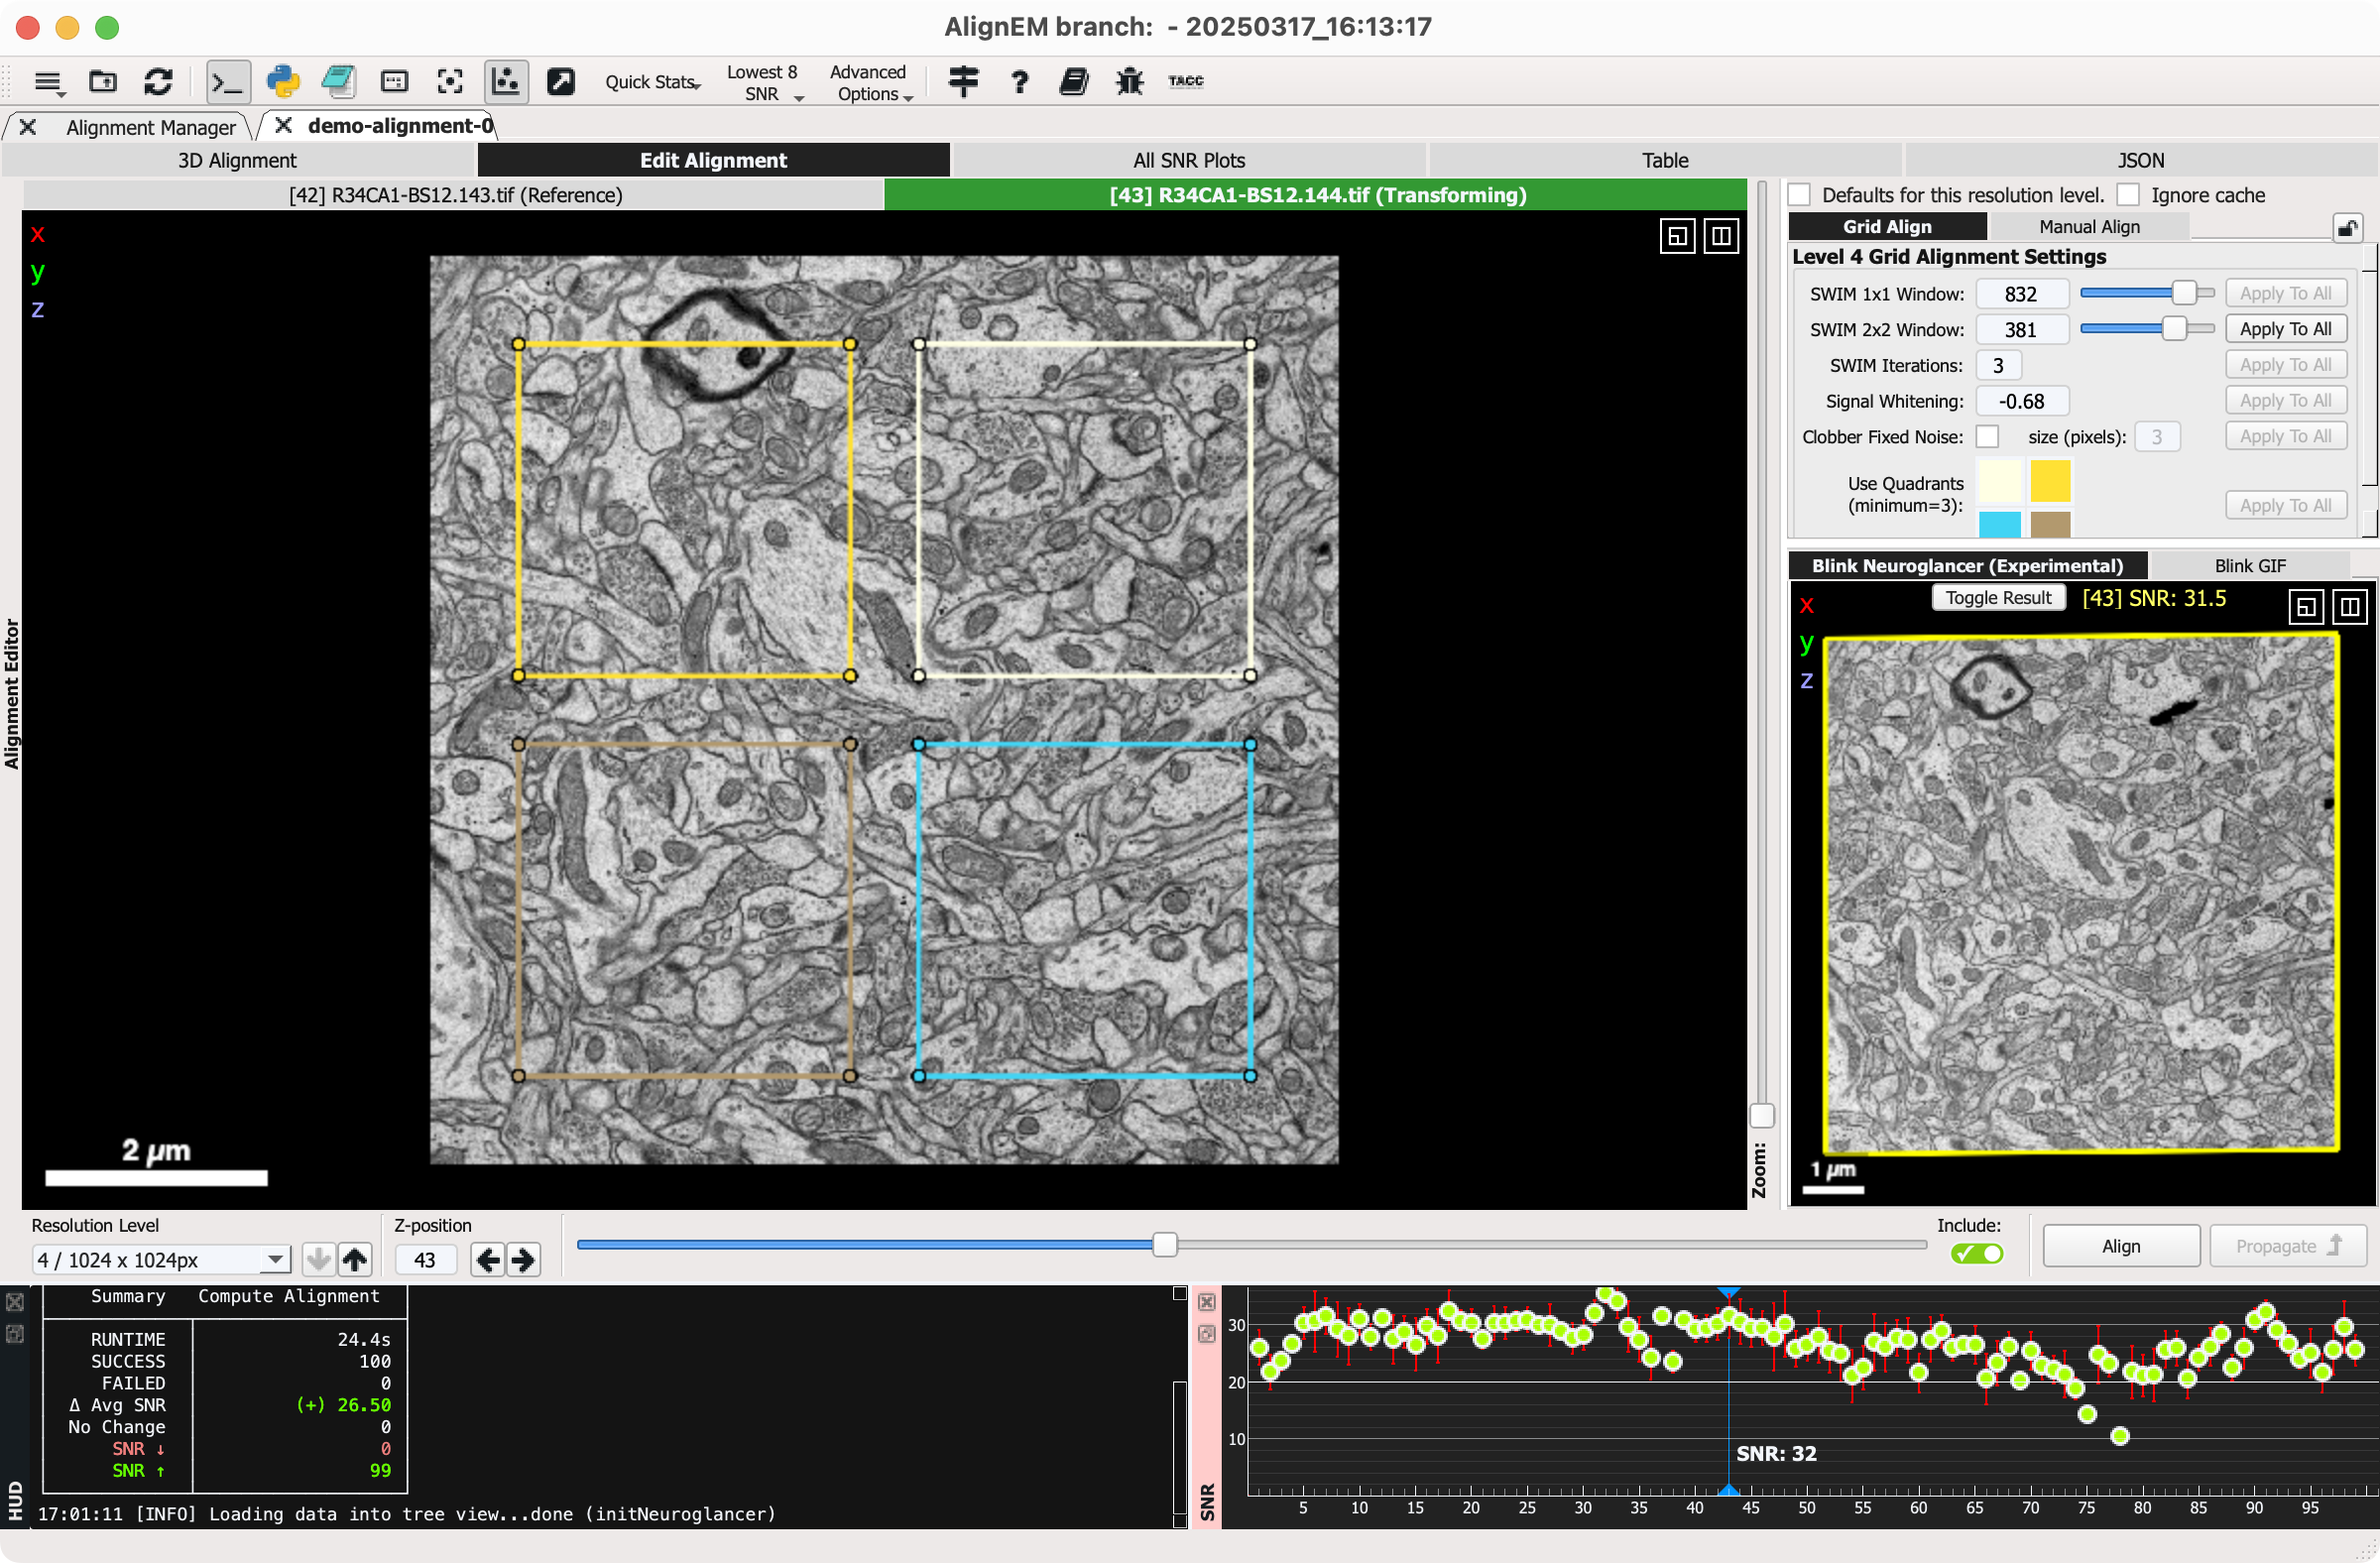 AlignEM branch:  - 20250317_16:13:17
Quick Stats
Lowest 8
SNR
Advanced
Options
?
TACC
Alignment Manager
demo-alignment-0
3D Alignment
Edit Alignment
All SNR Plots
Table
JSON
[42] R34CA1-BS12.143.tif (Reference)
[43] R34CA1-BS12.144.tif (Transforming)
x
y
z
2 µm
Alignment Editor
Zoom:
Defaults for this resolution level.
Ignore cache
Grid Align
Manual Align
Level 4 Grid Alignment Settings
SWIM 1x1 Window: 832 Apply To All
SWIM 2x2 Window: 381 Apply To All
SWIM Iterations: 3 Apply To All
Signal Whitening: -0.68 Apply To All
Clobber Fixed Noise: size (pixels): 3 Apply To All
Use Quadrants
(minimum=3):
Apply To All
Blink Neuroglancer (Experimental)
Blink GIF
Toggle Result
[43] SNR: 31.5
x
y
z
1 µm
Resolution Level
4 / 1024 x 1024px
Z-position
43
Include:
Align
Propagate
HUD
Summary Compute Alignment
RUNTIME 24.4s
SUCCESS 100
FAILED 0
Δ Avg SNR (+) 26.50
No Change 0
SNR ↓ 0
SNR ↑ 99
17:01:11 [INFO] Loading data into tree view...done (initNeuroglancer)
SNR
30
20
10
SNR: 32
5 10 15 20 25 30 35 40 45 50 55 60 65 70 75 80 85 90 95